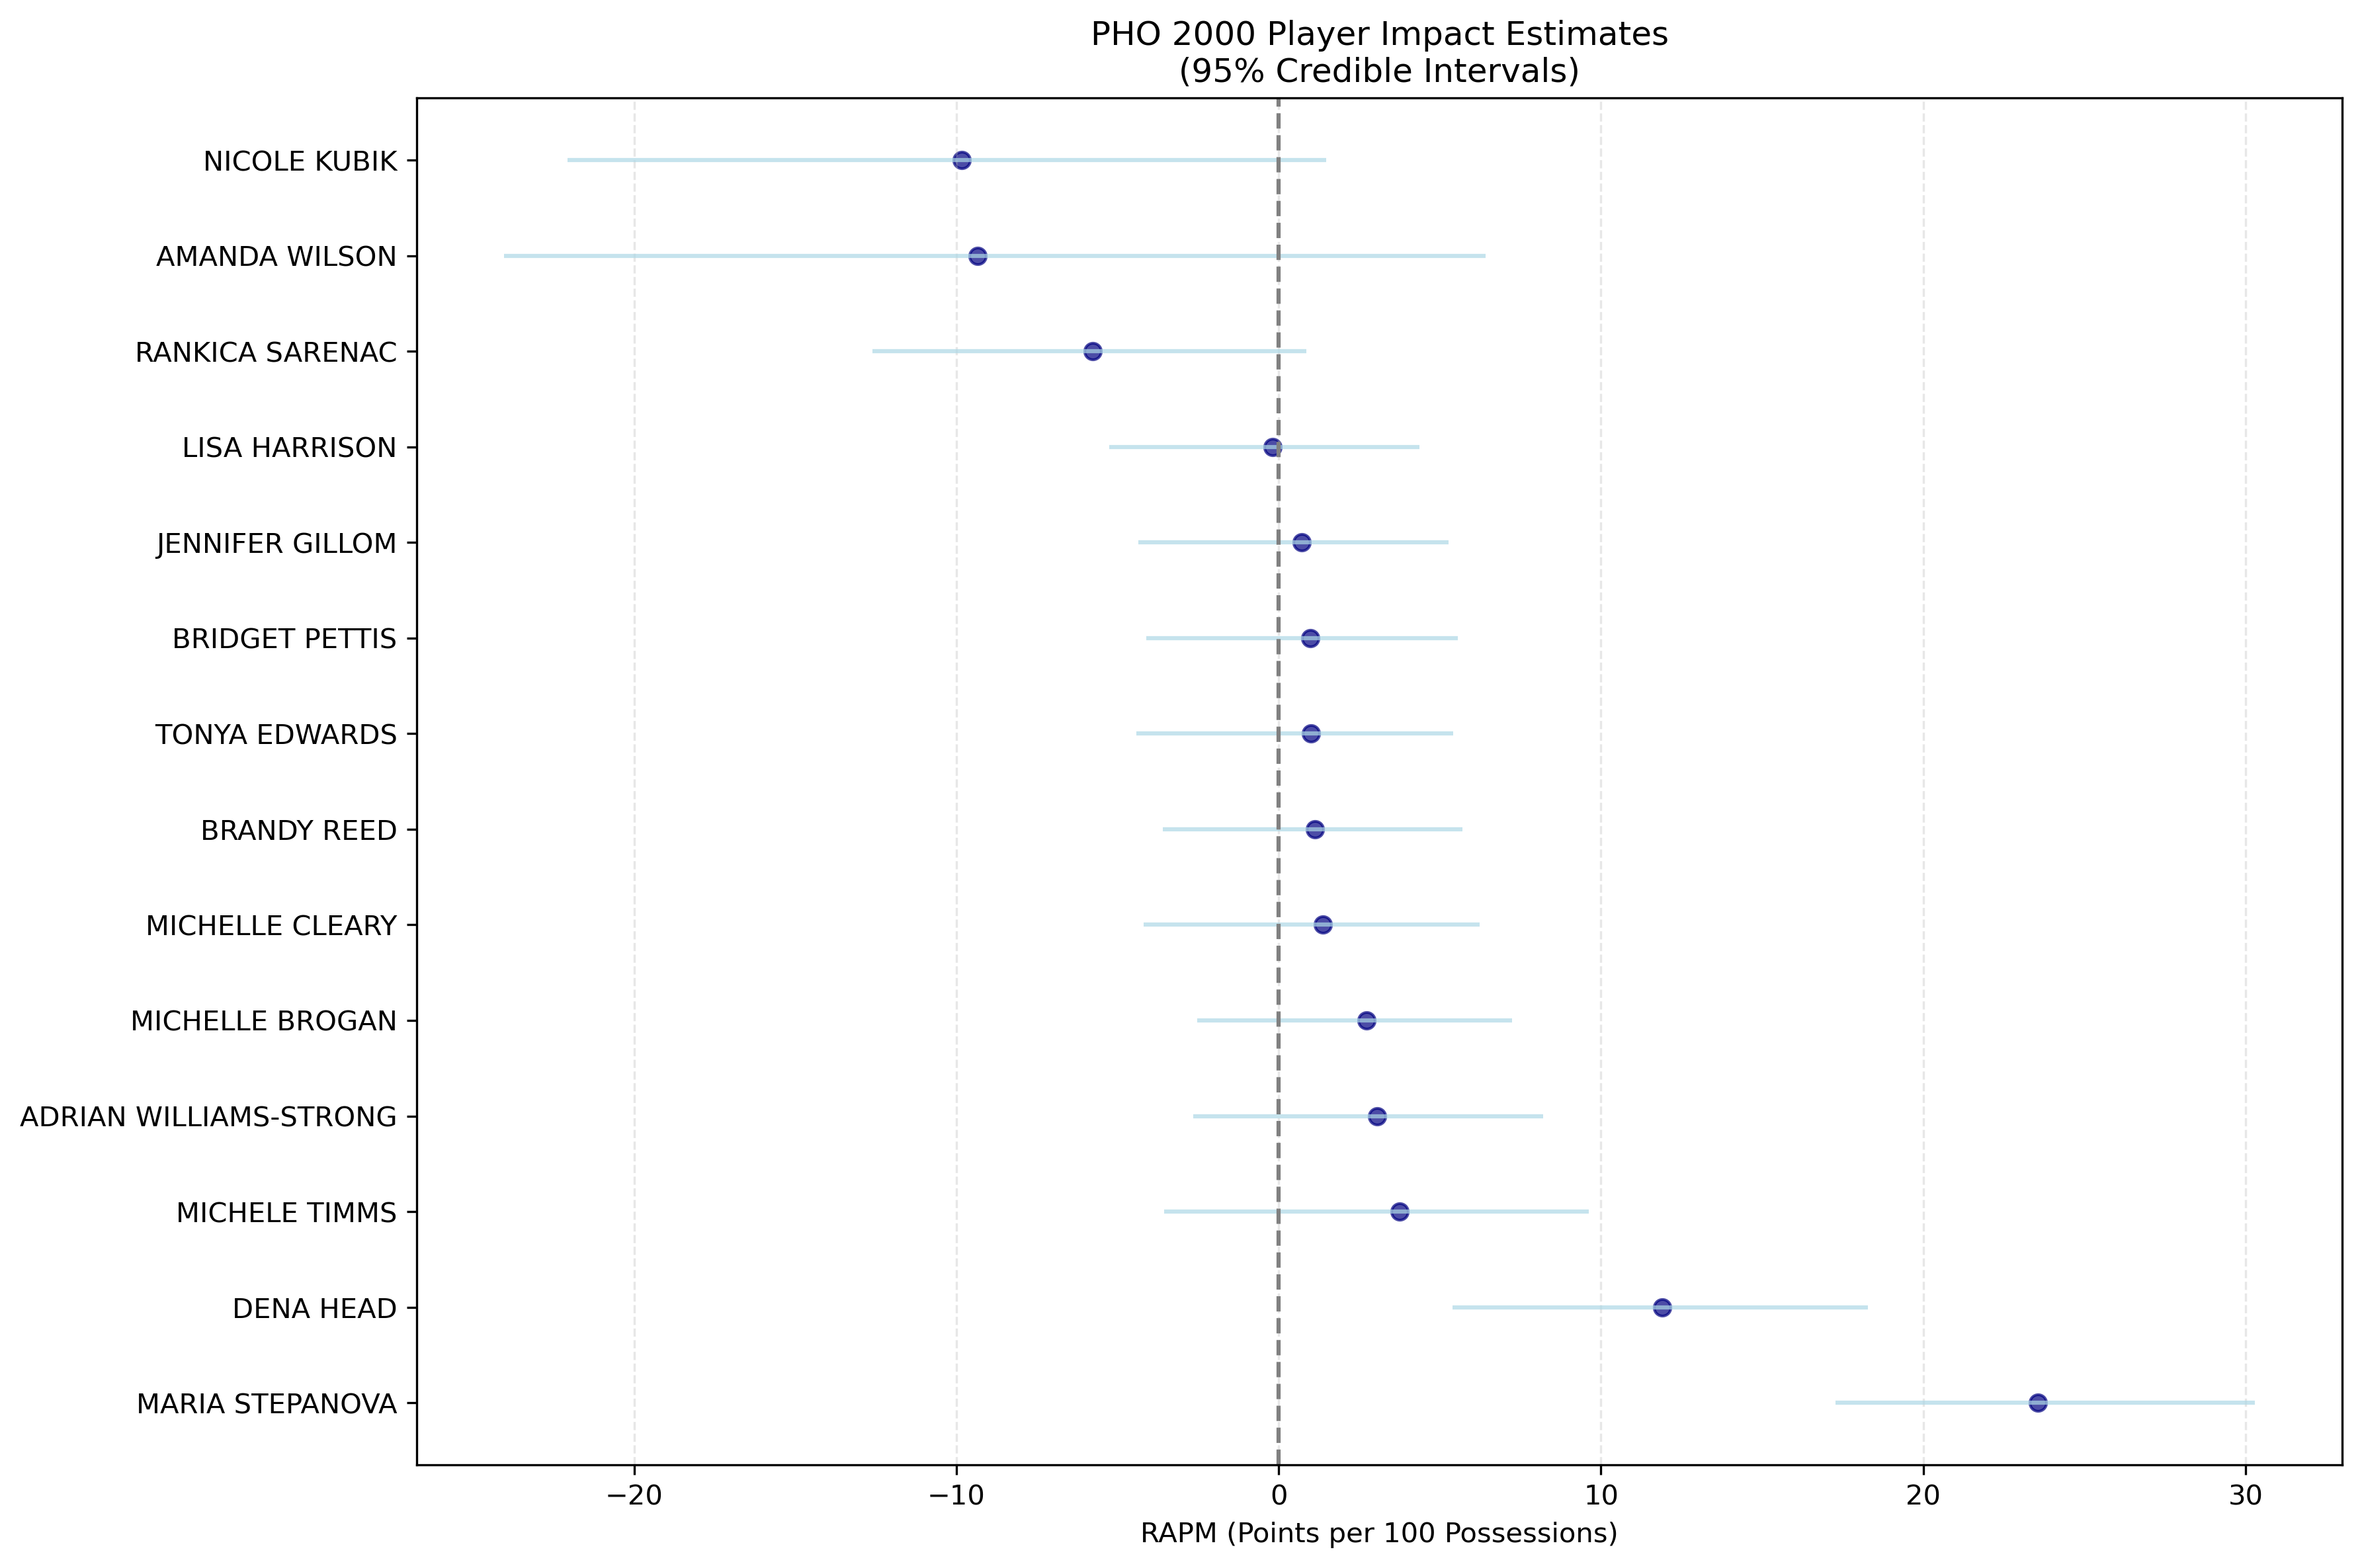 PHO 2000 Player Impact Estimates
(95% Credible Intervals)
NICOLE KUBIK
AMANDA WILSON
RANKICA SARENAC
LISA HARRISON
JENNIFER GILLOM
BRIDGET PETTIS
TONYA EDWARDS
BRANDY REED
MICHELLE CLEARY
MICHELLE BROGAN
ADRIAN WILLIAMS-STRONG
MICHELE TIMMS
DENA HEAD
MARIA STEPANOVA
−20 −10 0 10 20 30
RAPM (Points per 100 Possessions)